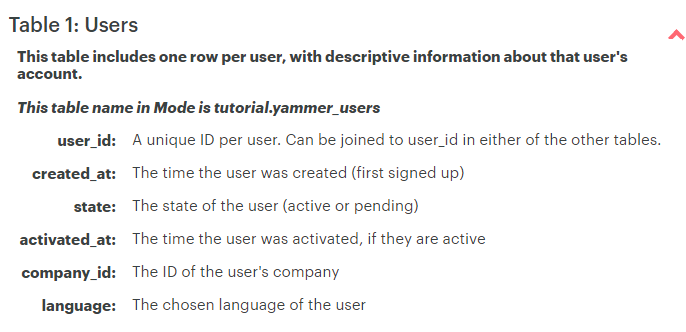 Table 1: Users
This table includes one row per user, with descriptive information about that user's
account.
This table name in Mode is tutorial.yammer_users
user_id: A unique ID per user. Can be joined to user_id in either of the other tables.
created_at: The time the user was created (first signed up)
state: The state of the user (active or pending)
activated_at: The time the user was activated, if they are active
company_id: The ID of the user's company
language: The chosen language of the user